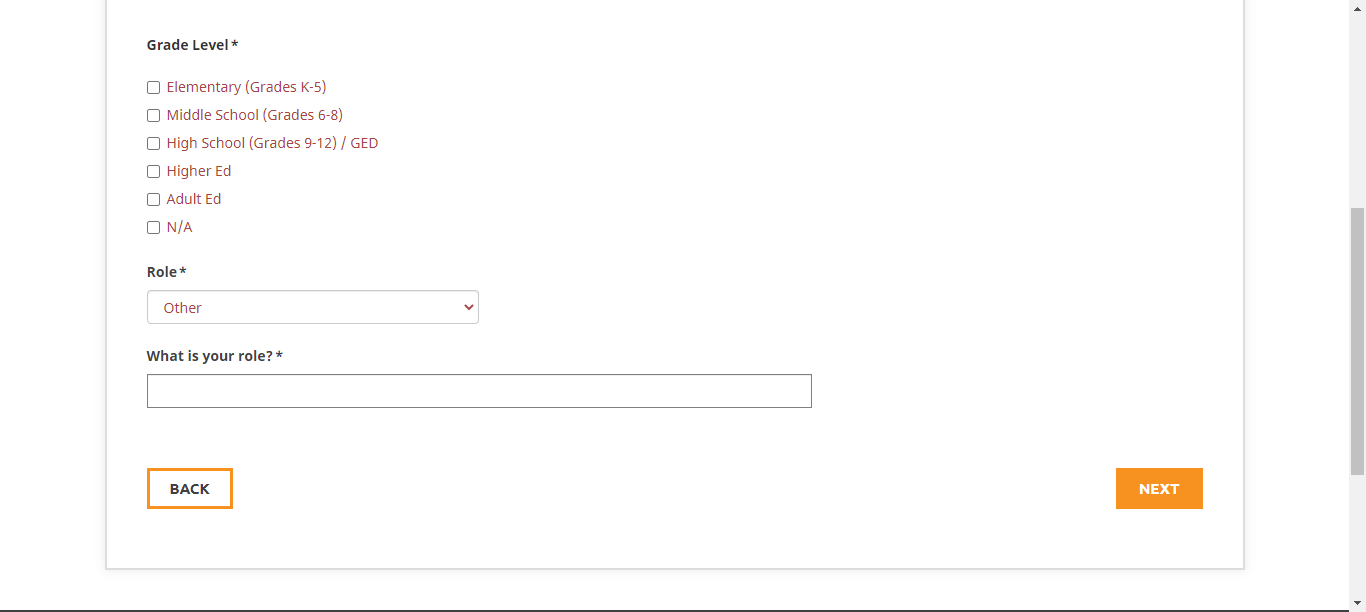 Grade Level *
Elementary (Grades K-5)
Middle School (Grades 6-8)
High School (Grades 9-12) / GED
Higher Ed
Adult Ed
N/A
Role *
Other
What is your role? *
BACK
NEXT